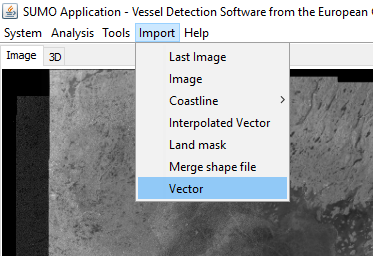 SUMO Application - Vessel Detection Software from the European
System Analysis Tools Import Help
Image 3D
Last Image
Image
Coastline
Interpolated Vector
Land mask
Merge shape file
Vector